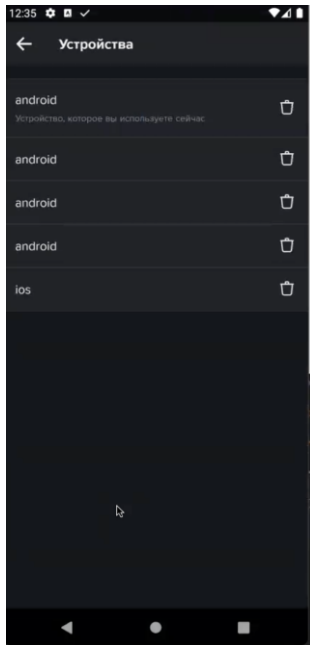 12:35
Устройства
android
Устройство, которое вы используете сейчас
android
android
android
ios